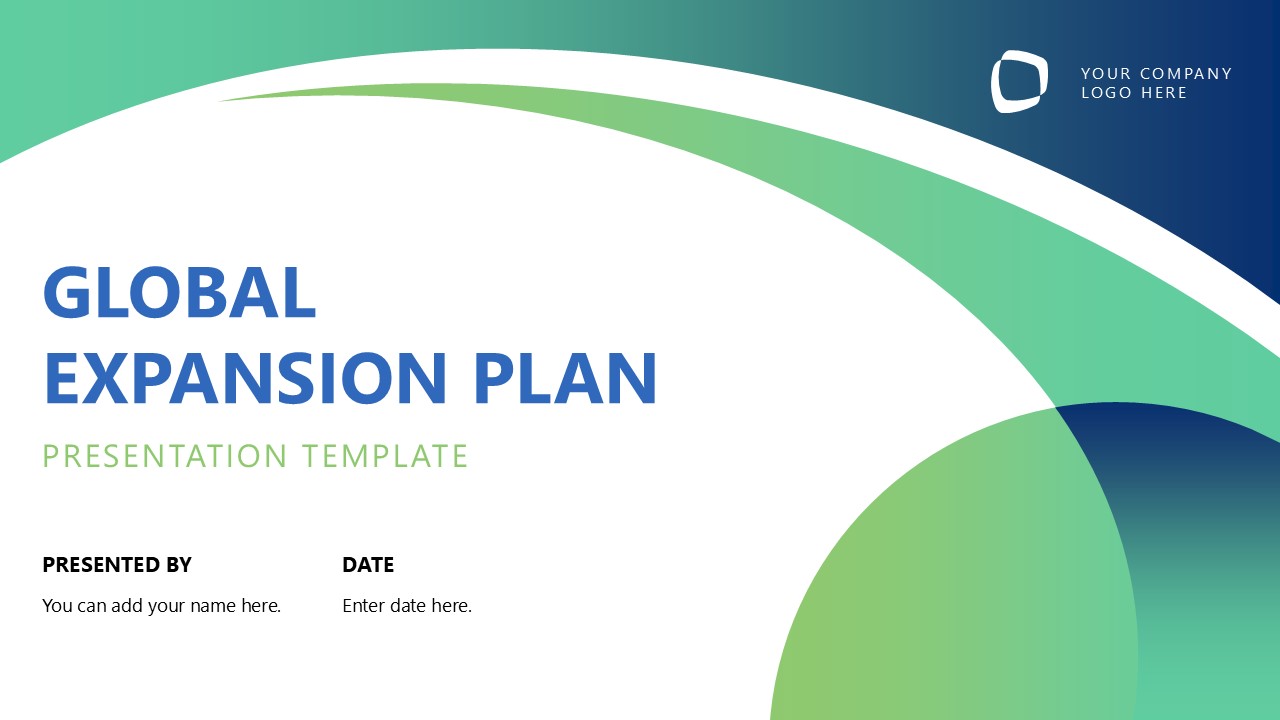 YOUR COMPANY
LOGO HERE
GLOBAL
EXPANSION PLAN
PRESENTATION TEMPLATE
PRESENTED BY
You can add your name here.
DATE
Enter date here.